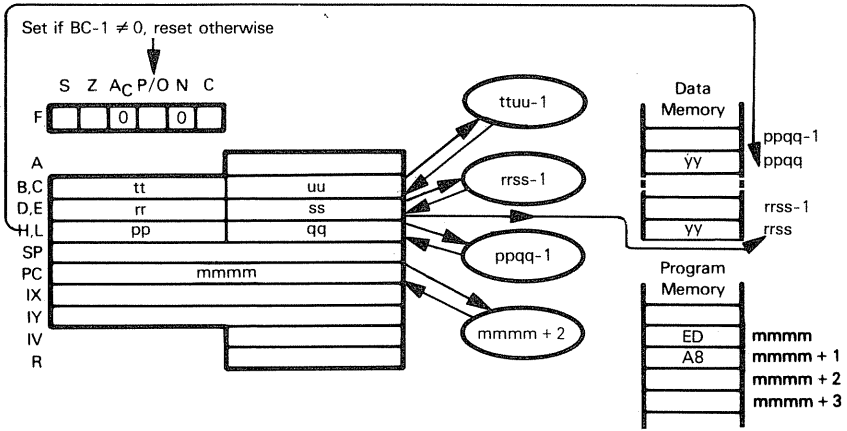 Set if BC-1 ≠ 0, reset otherwise
S Z AC P/O N C
F 0 0
A
B,C tt uu
D,E rr ss
H,L pp qq
SP
PC mmmm
IX
IY
IV
R
ttuu-1
rrss-1
ppqq-1
mmmm + 2
Data
Memory
ppqq-1
yy ppqq
rrss-1
yy rrss
Program
Memory
ED mmmm
A8 mmmm + 1
mmmm + 2
mmmm + 3